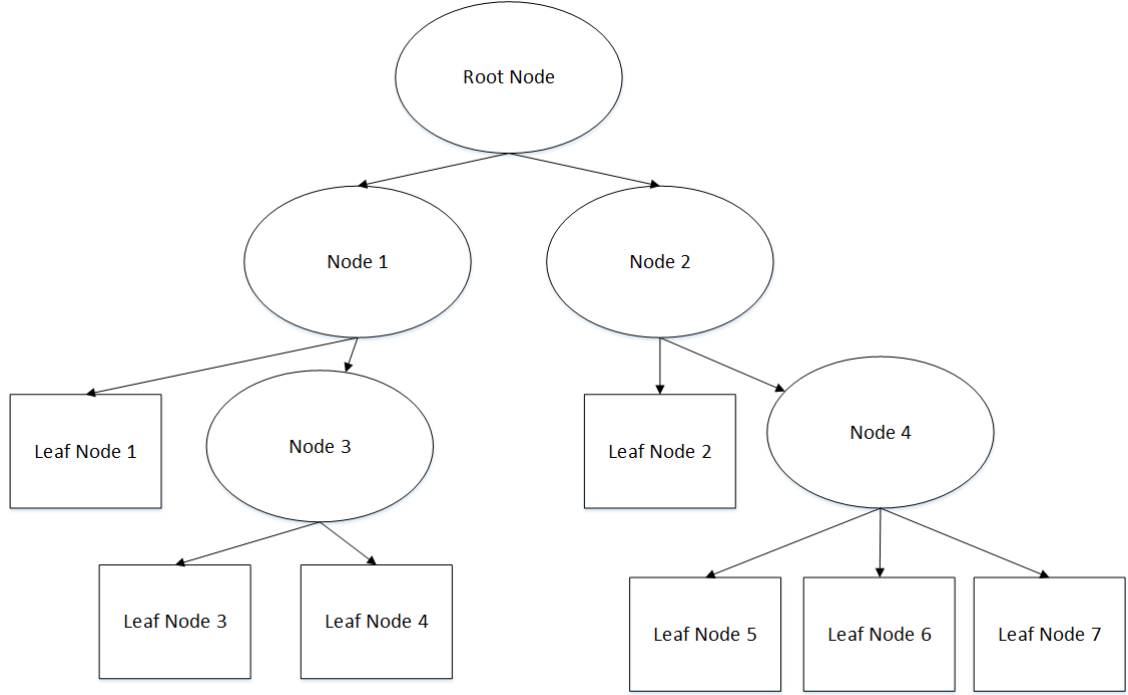 Root Node
Node 1
Node 2
Leaf Node 1
Node 3
Leaf Node 2
Node 4
Leaf Node 3
Leaf Node 4
Leaf Node 5
Leaf Node 6
Leaf Node 7